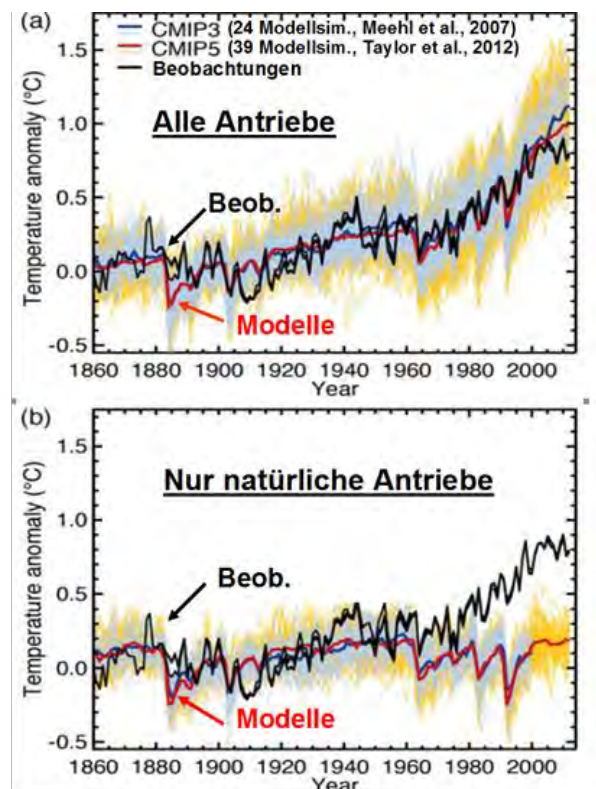 (a)
CMIP3 (24 Modellsim., Meehl et al., 2007)
CMIP5 (39 Modellsim., Taylor et al., 2012)
Beobachtungen
Alle Antriebe
Beob.
Modelle
Temperature anomaly (°C)
1.5
1.0
0.5
0.0
-0.5
1860 1880 1900 1920 1940 1960 1980 2000
Year
(b)
Nur natürliche Antriebe
Beob.
Modelle
Temperature anomaly (°C)
1.5
1.0
0.5
0.0
-0.5
1860 1880 1900 1920 1940 1960 1980 2000
Year